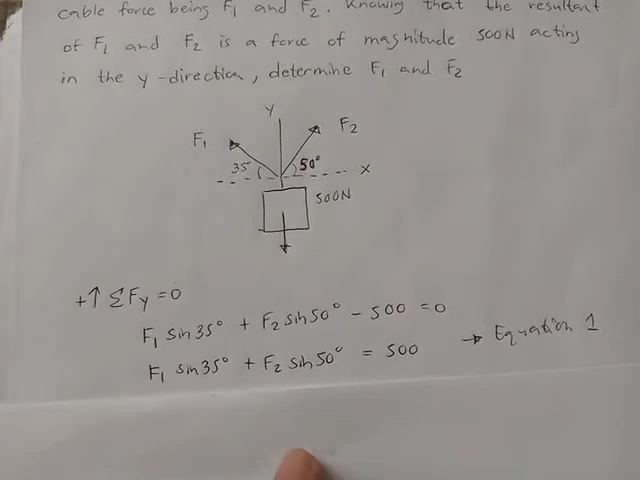 cable force being F₁ and F₂. Knowing that the resultant
of F₁ and F₂ is a force of magnitude 500N acting
in the y-direction, determine F₁ and F₂
Y
F₁
F₂
35°
50°
X
500N
+↑ ΣFy = 0
F₁ sin35° + F₂ sin50° - 500 = 0
F₁ sin35° + F₂ sin50° = 500 → Equation 1